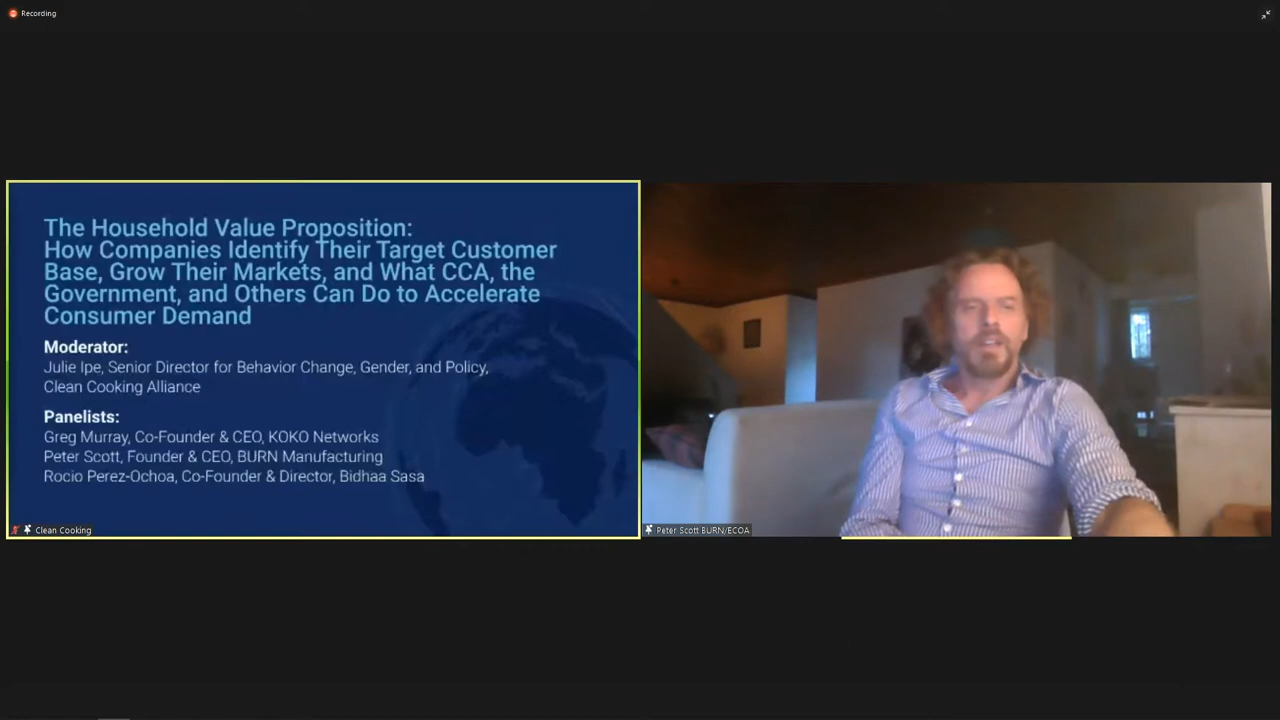 Recording
The Household Value Proposition:
How Companies Identify Their Target Customer
Base, Grow Their Markets, and What CCA, the
Government, and Others Can Do to Accelerate
Consumer Demand
Moderator:
Julie Ipe, Senior Director for Behavior Change, Gender, and Policy,
Clean Cooking Alliance
Panelists:
Greg Murray, Co-Founder & CEO, KOKO Networks
Peter Scott, Founder & CEO, BURN Manufacturing
Rocio Perez-Ochoa, Co-Founder & Director, Bidhaa Sasa
Clean Cooking
Peter Scott BURN/ECOA